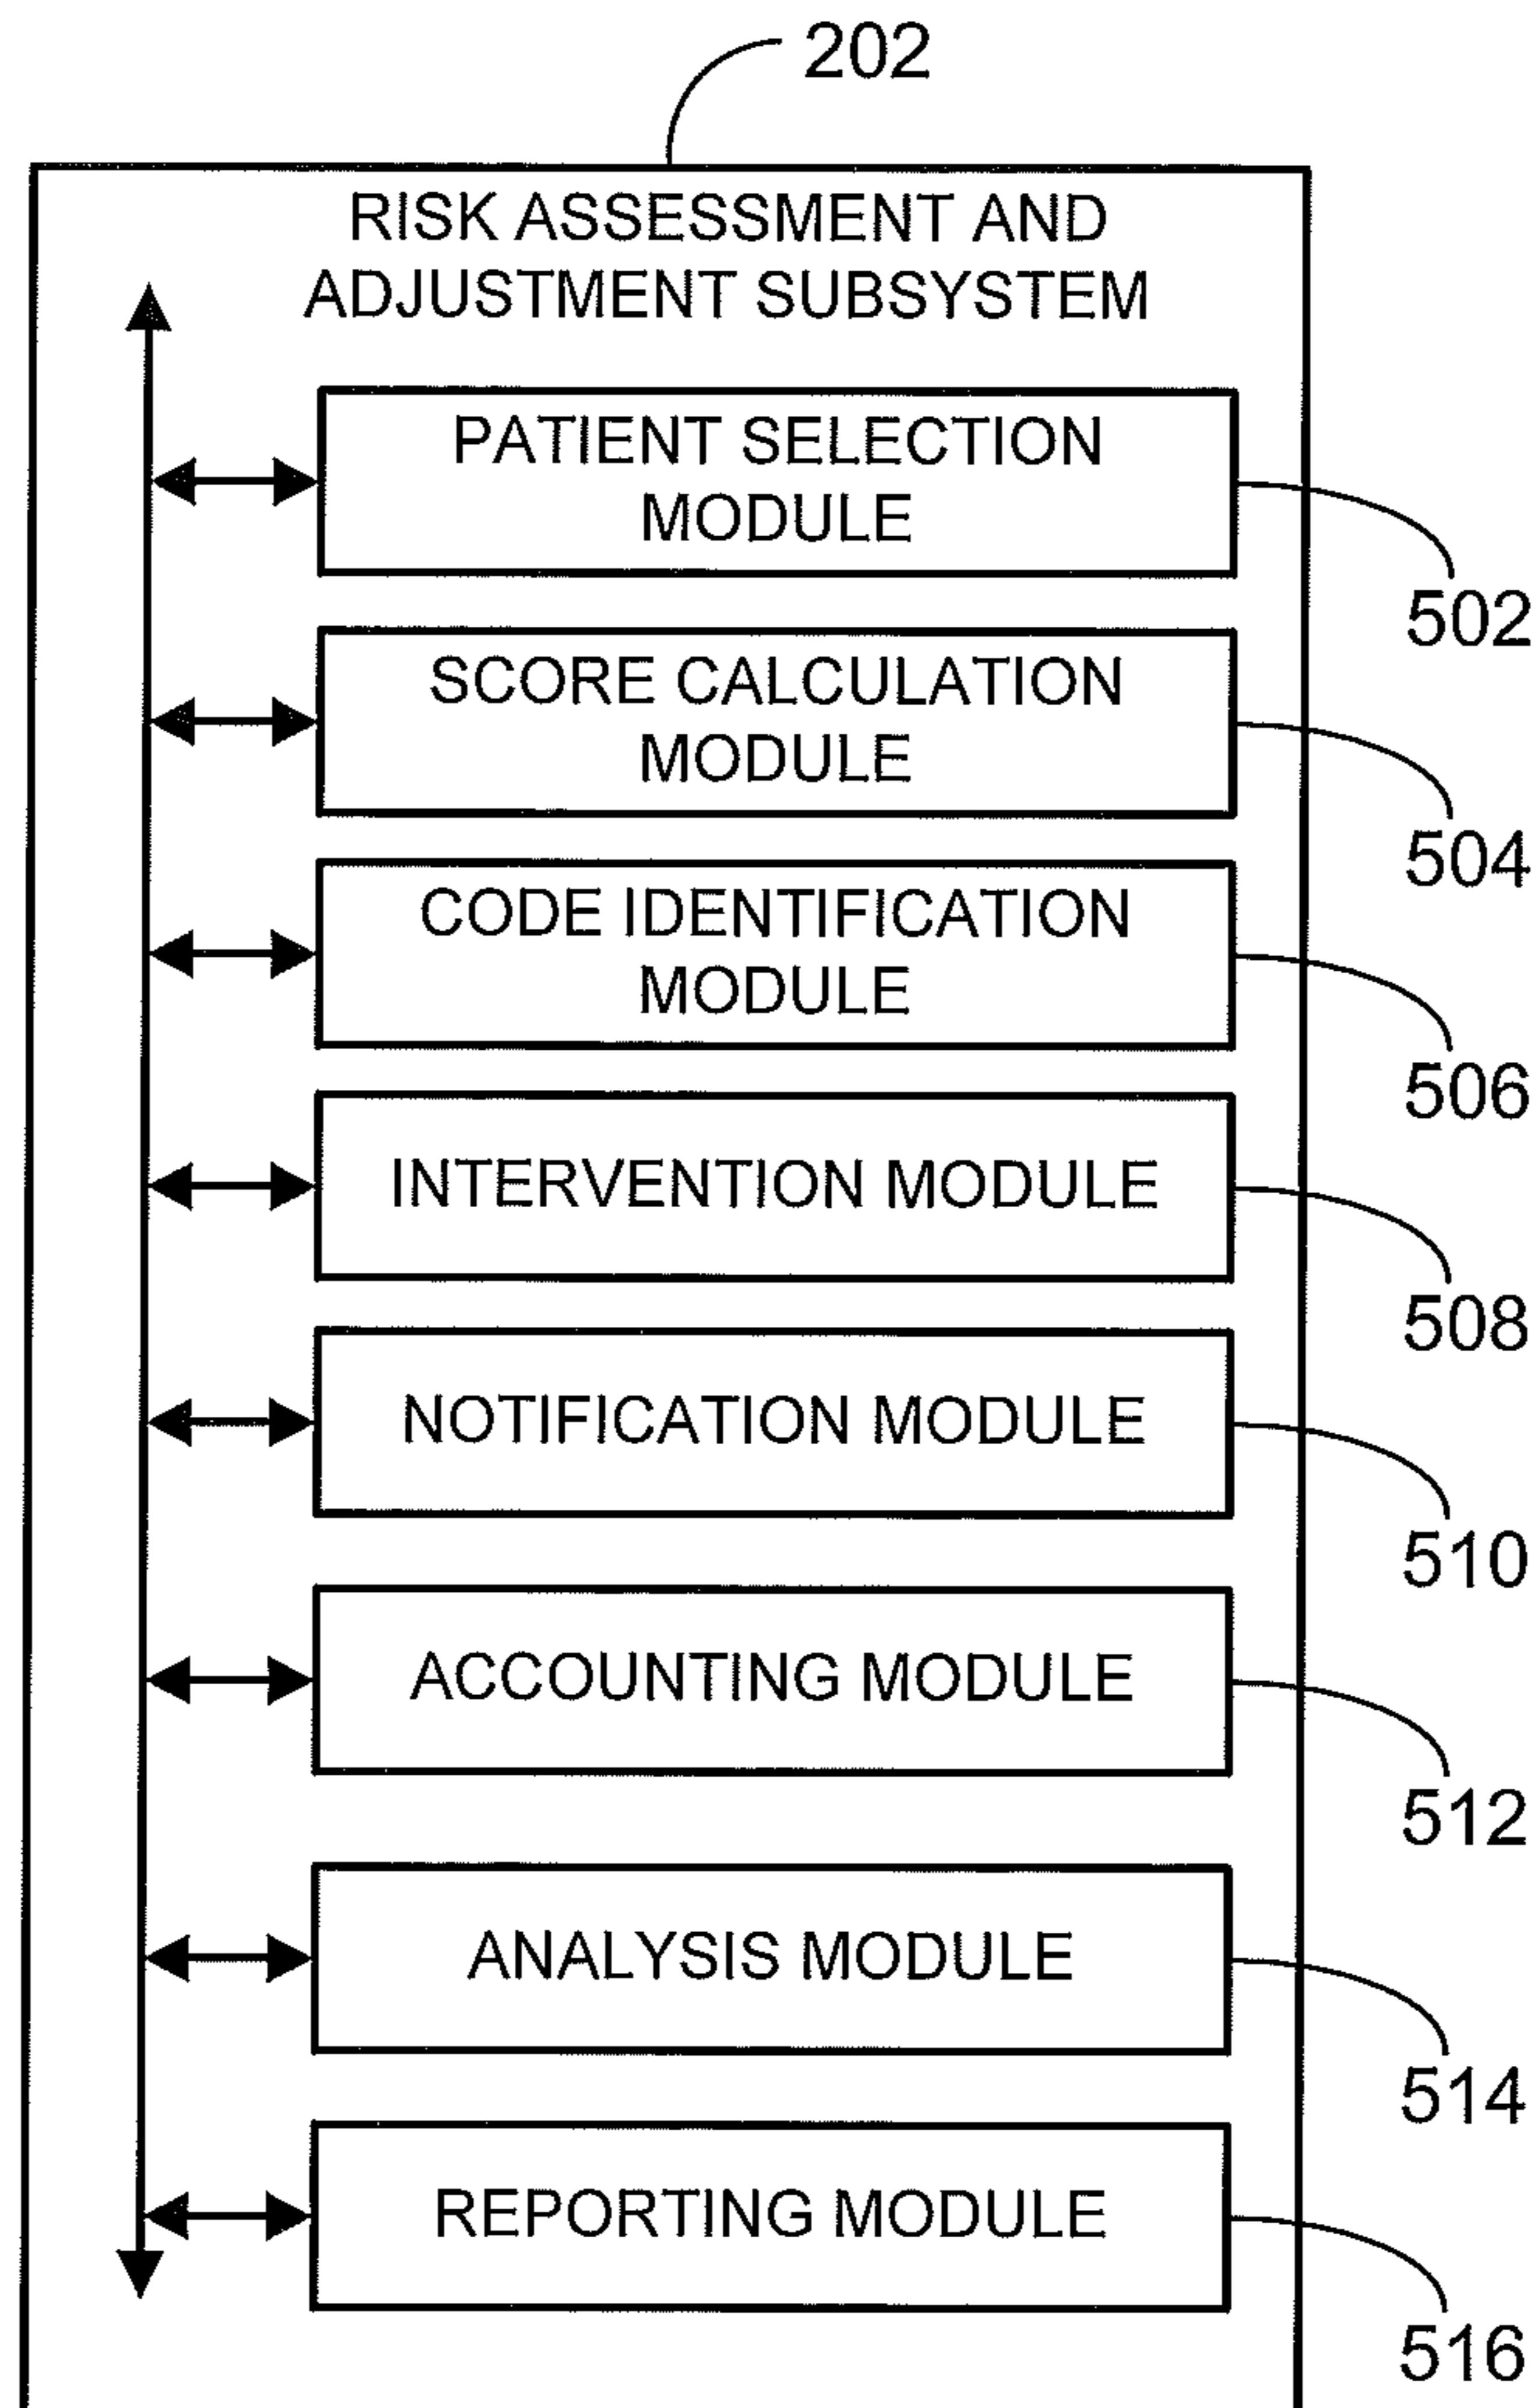 202
RISK ASSESSMENT AND
ADJUSTMENT SUBSYSTEM
PATIENT SELECTION
MODULE
502
SCORE CALCULATION
MODULE
504
CODE IDENTIFICATION
MODULE
506
INTERVENTION MODULE
508
NOTIFICATION MODULE
510
ACCOUNTING MODULE
512
ANALYSIS MODULE
514
REPORTING MODULE
516